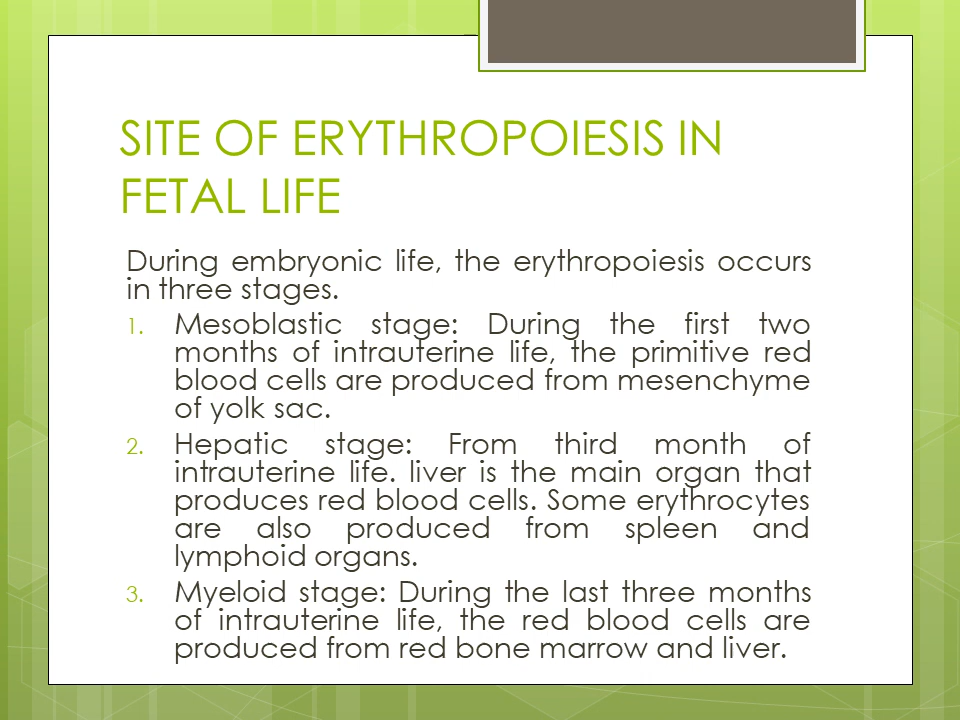 SITE OF ERYTHROPOIESIS IN
FETAL LIFE
During embryonic life, the erythropoiesis occurs
in three stages.
1. Mesoblastic stage: During the first two
months of intrauterine life, the primitive red
blood cells are produced from mesenchyme
of yolk sac.
2. Hepatic stage: From third month of
intrauterine life. liver is the main organ that
produces red blood cells. Some erythrocytes
are also produced from spleen and
lymphoid organs.
3. Myeloid stage: During the last three months
of intrauterine life, the red blood cells are
produced from red bone marrow and liver.